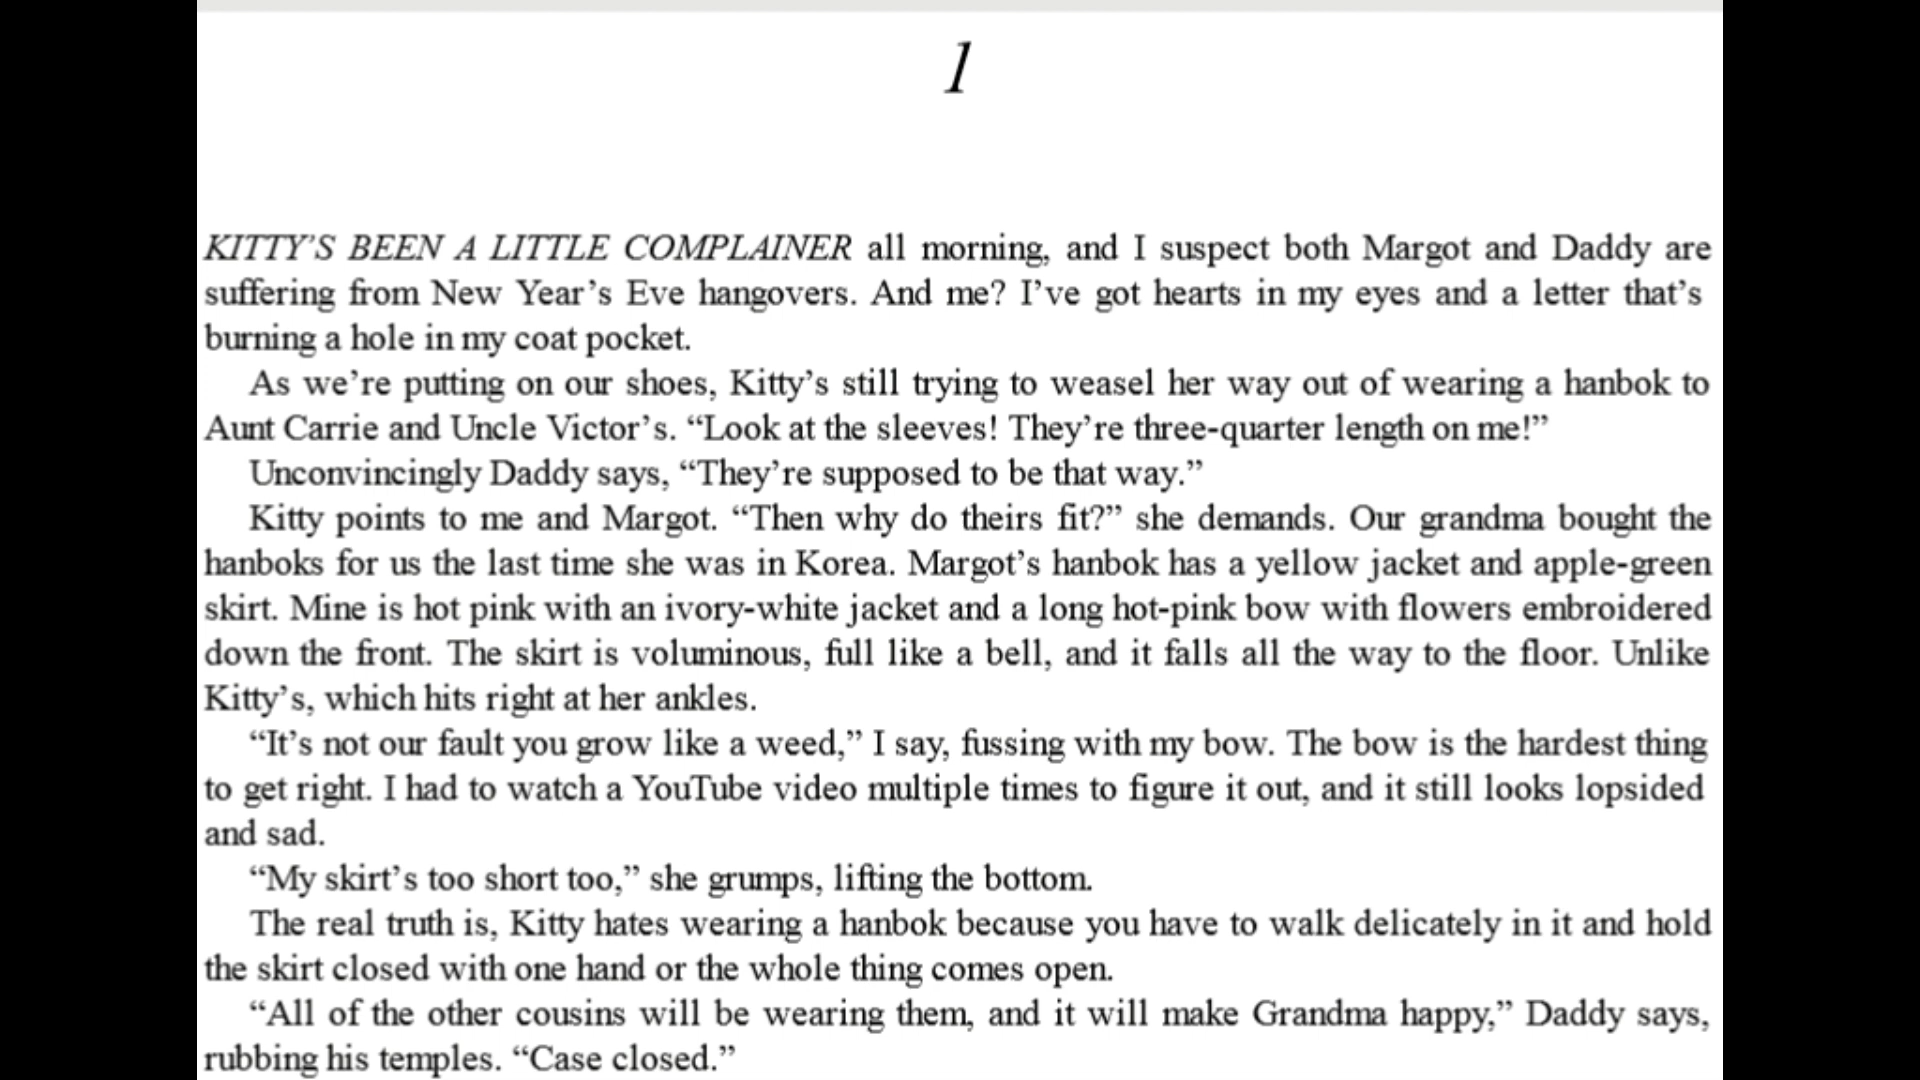 1
KITTY’S BEEN A LITTLE COMPLAINER all morning, and I suspect both Margot and Daddy are
suffering from New Year’s Eve hangovers. And me? I’ve got hearts in my eyes and a letter that’s
burning a hole in my coat pocket.
As we’re putting on our shoes, Kitty’s still trying to weasel her way out of wearing a hanbok to
Aunt Carrie and Uncle Victor’s. “Look at the sleeves! They’re three-quarter length on me!”
Unconvincingly Daddy says, “They’re supposed to be that way.”
Kitty points to me and Margot. “Then why do theirs fit?” she demands. Our grandma bought the
hanboks for us the last time she was in Korea. Margot’s hanbok has a yellow jacket and apple-green
skirt. Mine is hot pink with an ivory-white jacket and a long hot-pink bow with flowers embroidered
down the front. The skirt is voluminous, full like a bell, and it falls all the way to the floor. Unlike
Kitty’s, which hits right at her ankles.
“It’s not our fault you grow like a weed,” I say, fussing with my bow. The bow is the hardest thing
to get right. I had to watch a YouTube video multiple times to figure it out, and it still looks lopsided
and sad.
“My skirt’s too short too,” she grumps, lifting the bottom.
The real truth is, Kitty hates wearing a hanbok because you have to walk delicately in it and hold
the skirt closed with one hand or the whole thing comes open.
“All of the other cousins will be wearing them, and it will make Grandma happy,” Daddy says,
rubbing his temples. “Case closed.”